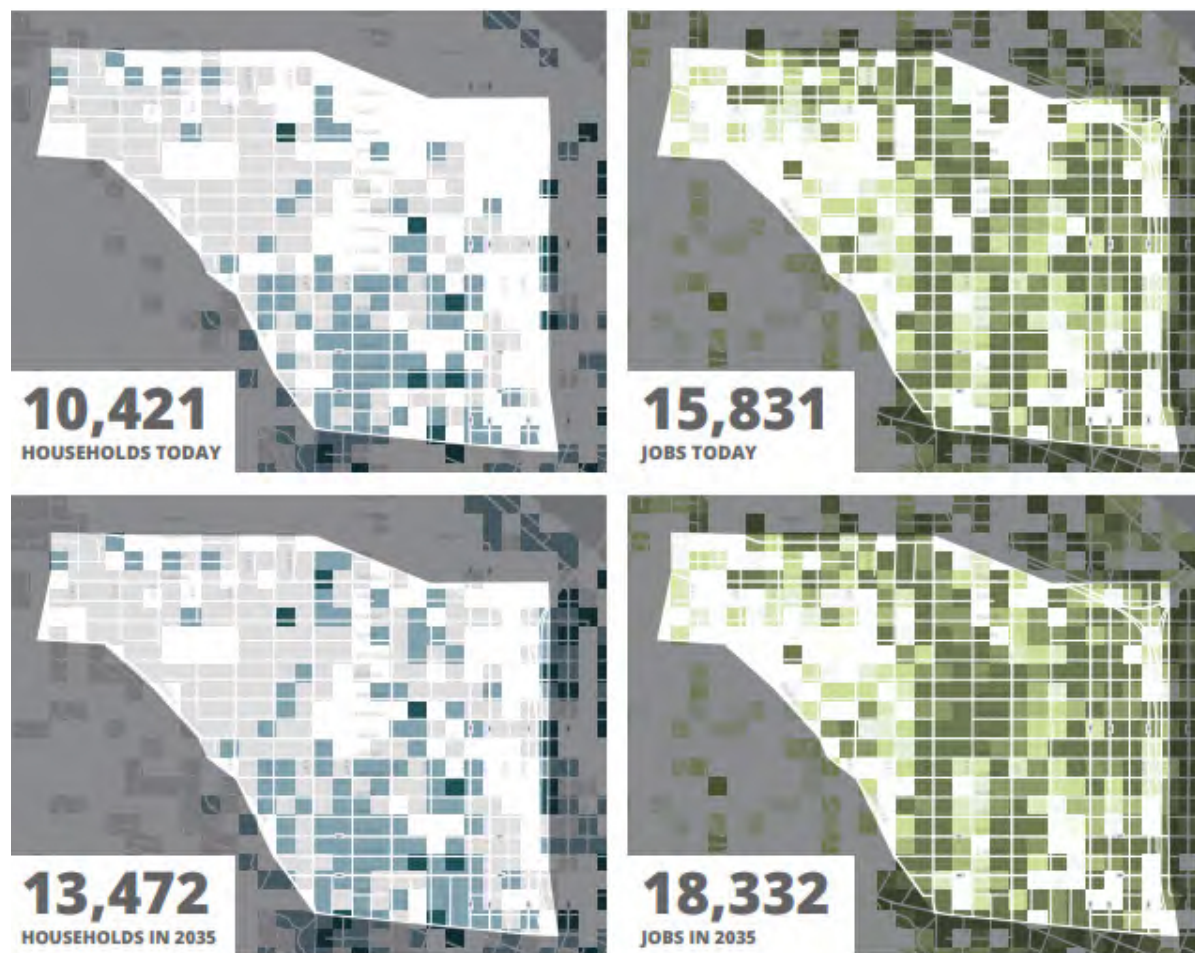 10,421
HOUSEHOLDS TODAY
15,831
JOBS TODAY
13,472
HOUSEHOLDS IN 2035
18,332
JOBS IN 2035